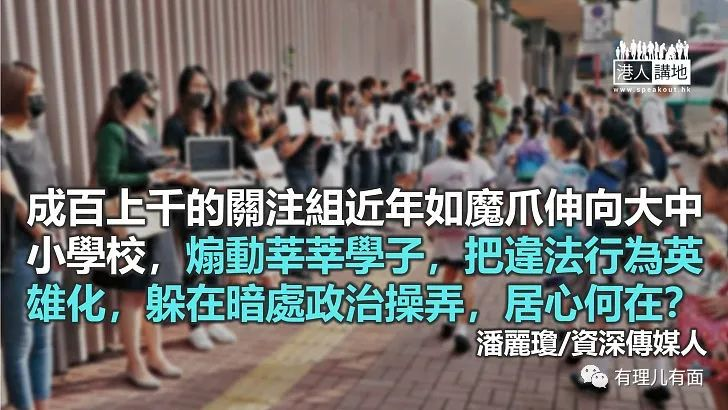 港人講地
www.speakout.hk
成百上千的關注組近年如魔爪伸向大中
小學校，煽動莘莘學子，把違法行為英
雄化，躲在暗處政治操弄，居心何在？
潘麗瓊/資深傳媒人
有理儿有面